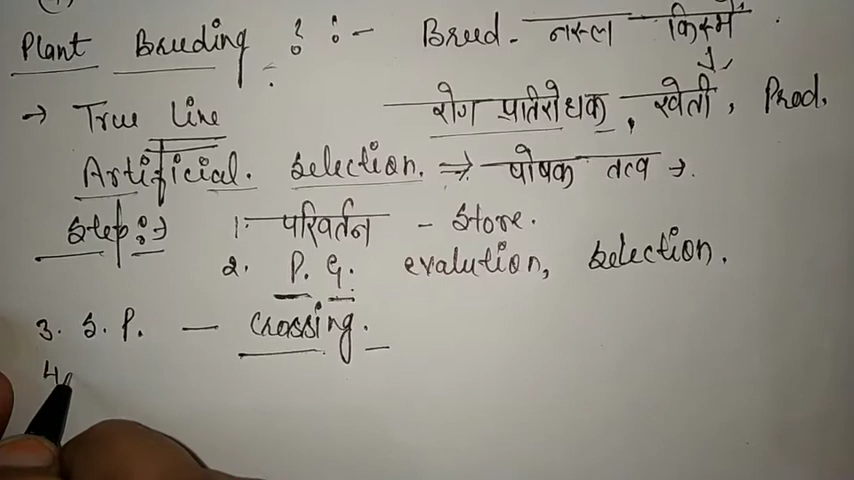 Plant Breeding :- Breed - नस्ल किस्में
→ True Line रोग प्रतिरोधक, खेती, Prod.
Artificial. Selection. ⇒ पोषक तत्व →.
Step :→ 1. परिवर्तन - Store.
2. P. G. evalution, selection.
3. S. P. — Crossing.
4